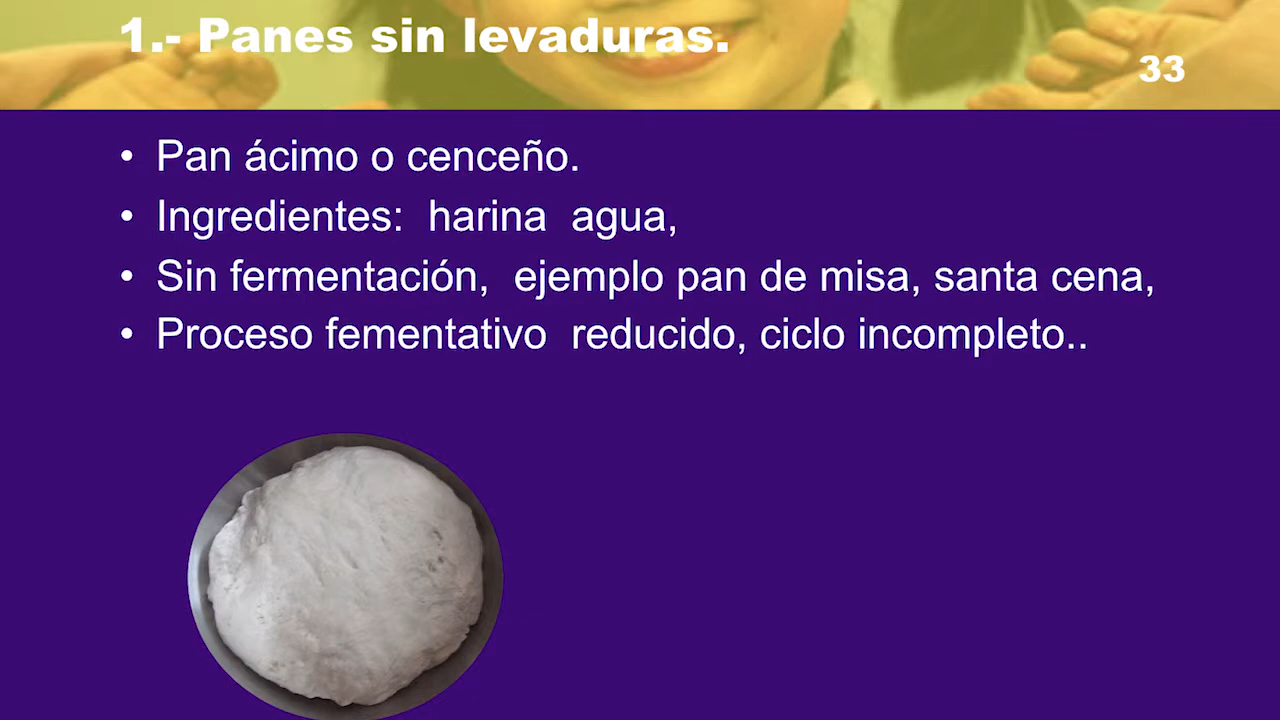 1.- Panes sin levaduras.
33
• Pan ácimo o cenceño.
• Ingredientes:  harina  agua,
• Sin fermentación,  ejemplo pan de misa, santa cena,
• Proceso fementativo  reducido, ciclo incompleto..